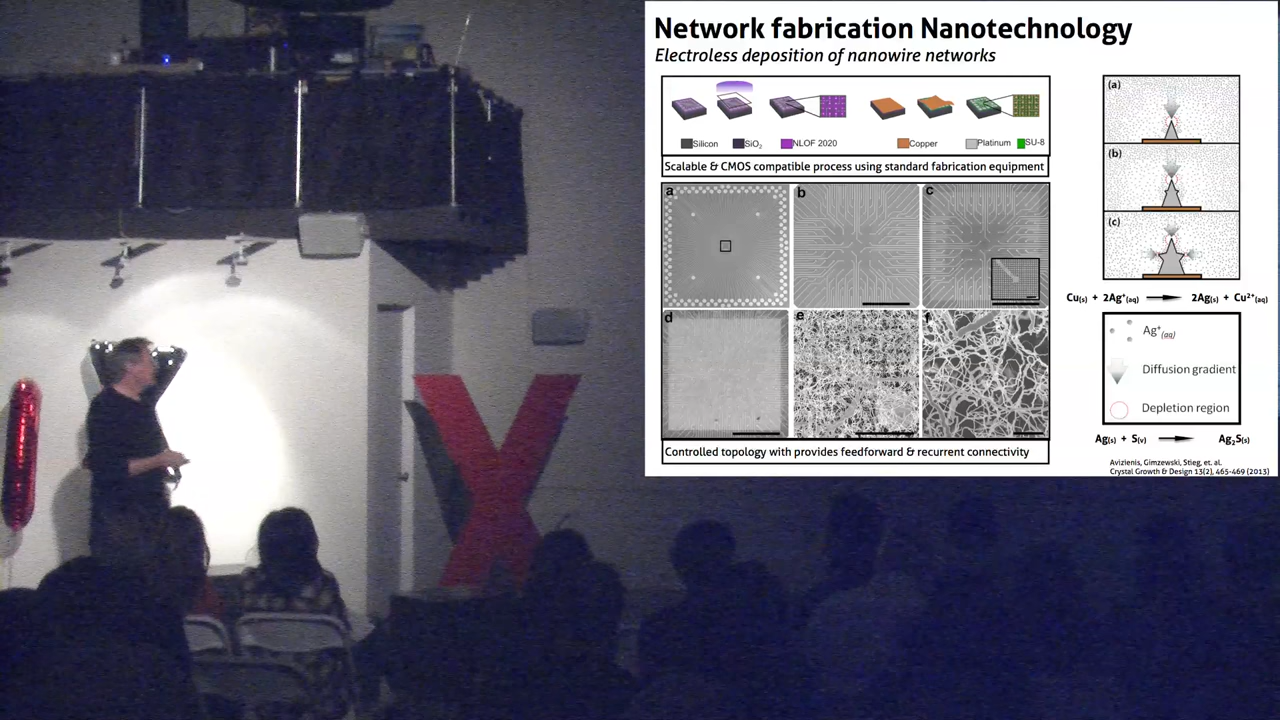 Network fabrication Nanotechnology
Electroless deposition of nanowire networks
Silicon
SiO2
NLOF 2020
Copper
Platinum
SU-8
Scalable & CMOS compatible process using standard fabrication equipment
a
b
c
d
e
f
Controlled topology with provides feedforward & recurrent connectivity
(a)
(b)
(c)
Cu(s) + 2Ag+(aq) → 2Ag(s) + Cu2+(aq)
Ag+(aq)
Diffusion gradient
Depletion region
Ag(s) + S(v) → Ag2S(s)
Avizienis, Gimzewski, Stieg, et. al.
Crystal Growth & Design 13(2), 465-469 (2013)
X